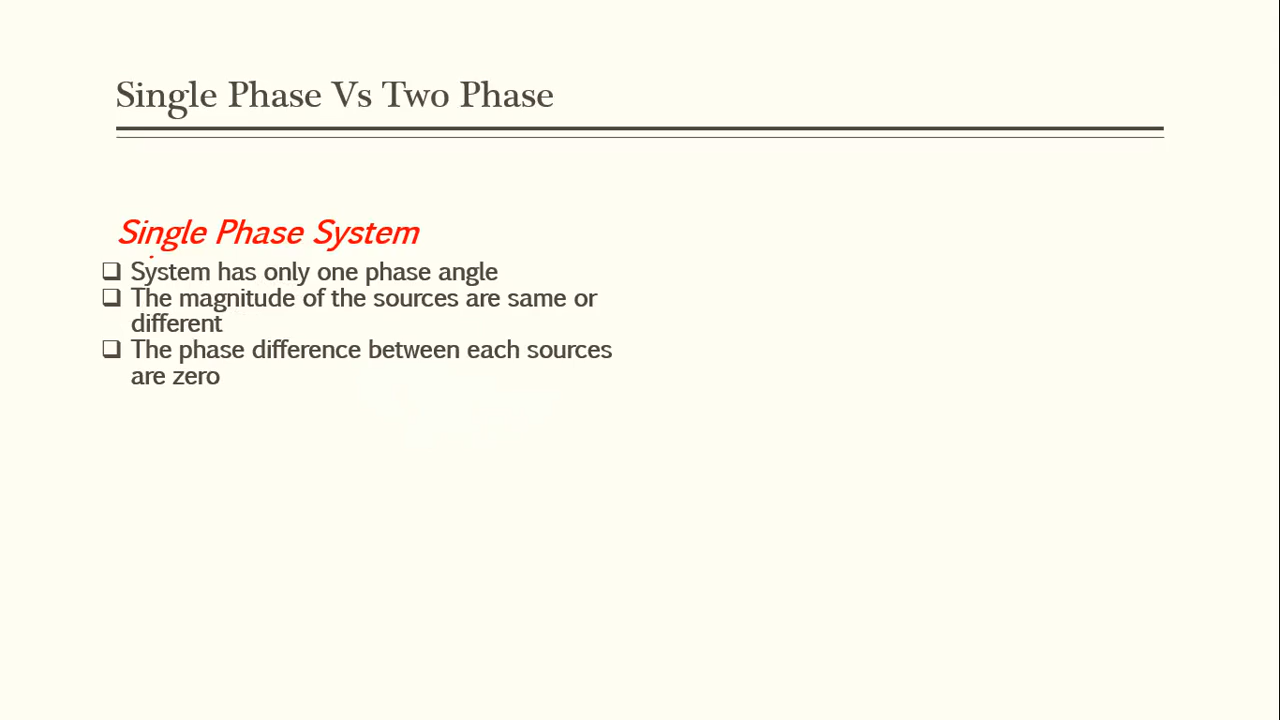 Single Phase Vs Two Phase
Single Phase System
❑ System has only one phase angle
❑ The magnitude of the sources are same or
different
❑ The phase difference between each sources
are zero